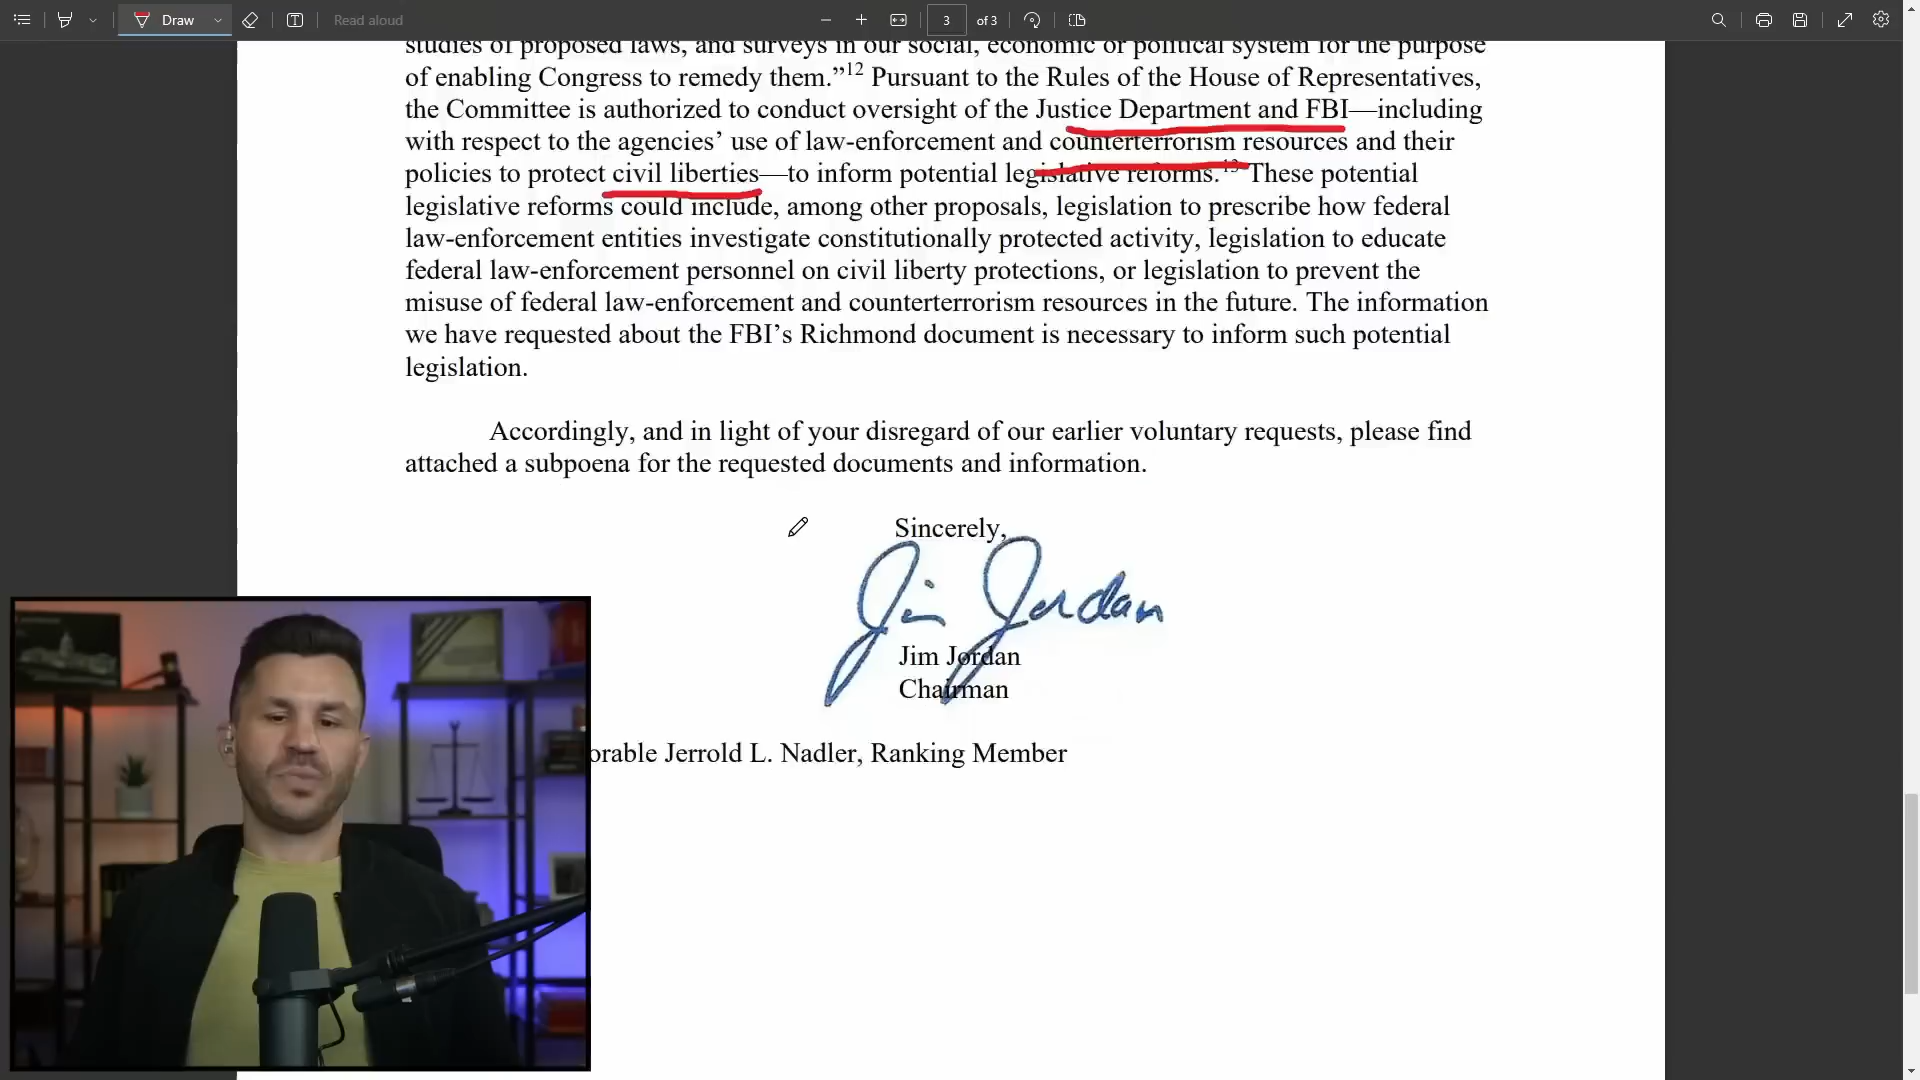 Draw
Read aloud
3
of 3
studies of proposed laws, and surveys in our social, economic or political system for the purpose
of enabling Congress to remedy them.”12 Pursuant to the Rules of the House of Representatives,
the Committee is authorized to conduct oversight of the Justice Department and FBI—including
with respect to the agencies’ use of law-enforcement and counterterrorism resources and their
policies to protect civil liberties—to inform potential legislative reforms.13 These potential
legislative reforms could include, among other proposals, legislation to prescribe how federal
law-enforcement entities investigate constitutionally protected activity, legislation to educate
federal law-enforcement personnel on civil liberty protections, or legislation to prevent the
misuse of federal law-enforcement and counterterrorism resources in the future. The information
we have requested about the FBI’s Richmond document is necessary to inform such potential
legislation.
Accordingly, and in light of your disregard of our earlier voluntary requests, please find
attached a subpoena for the requested documents and information.
Sincerely,
Jim Jordan
Jim Jordan
Chairman
orable Jerrold L. Nadler, Ranking Member